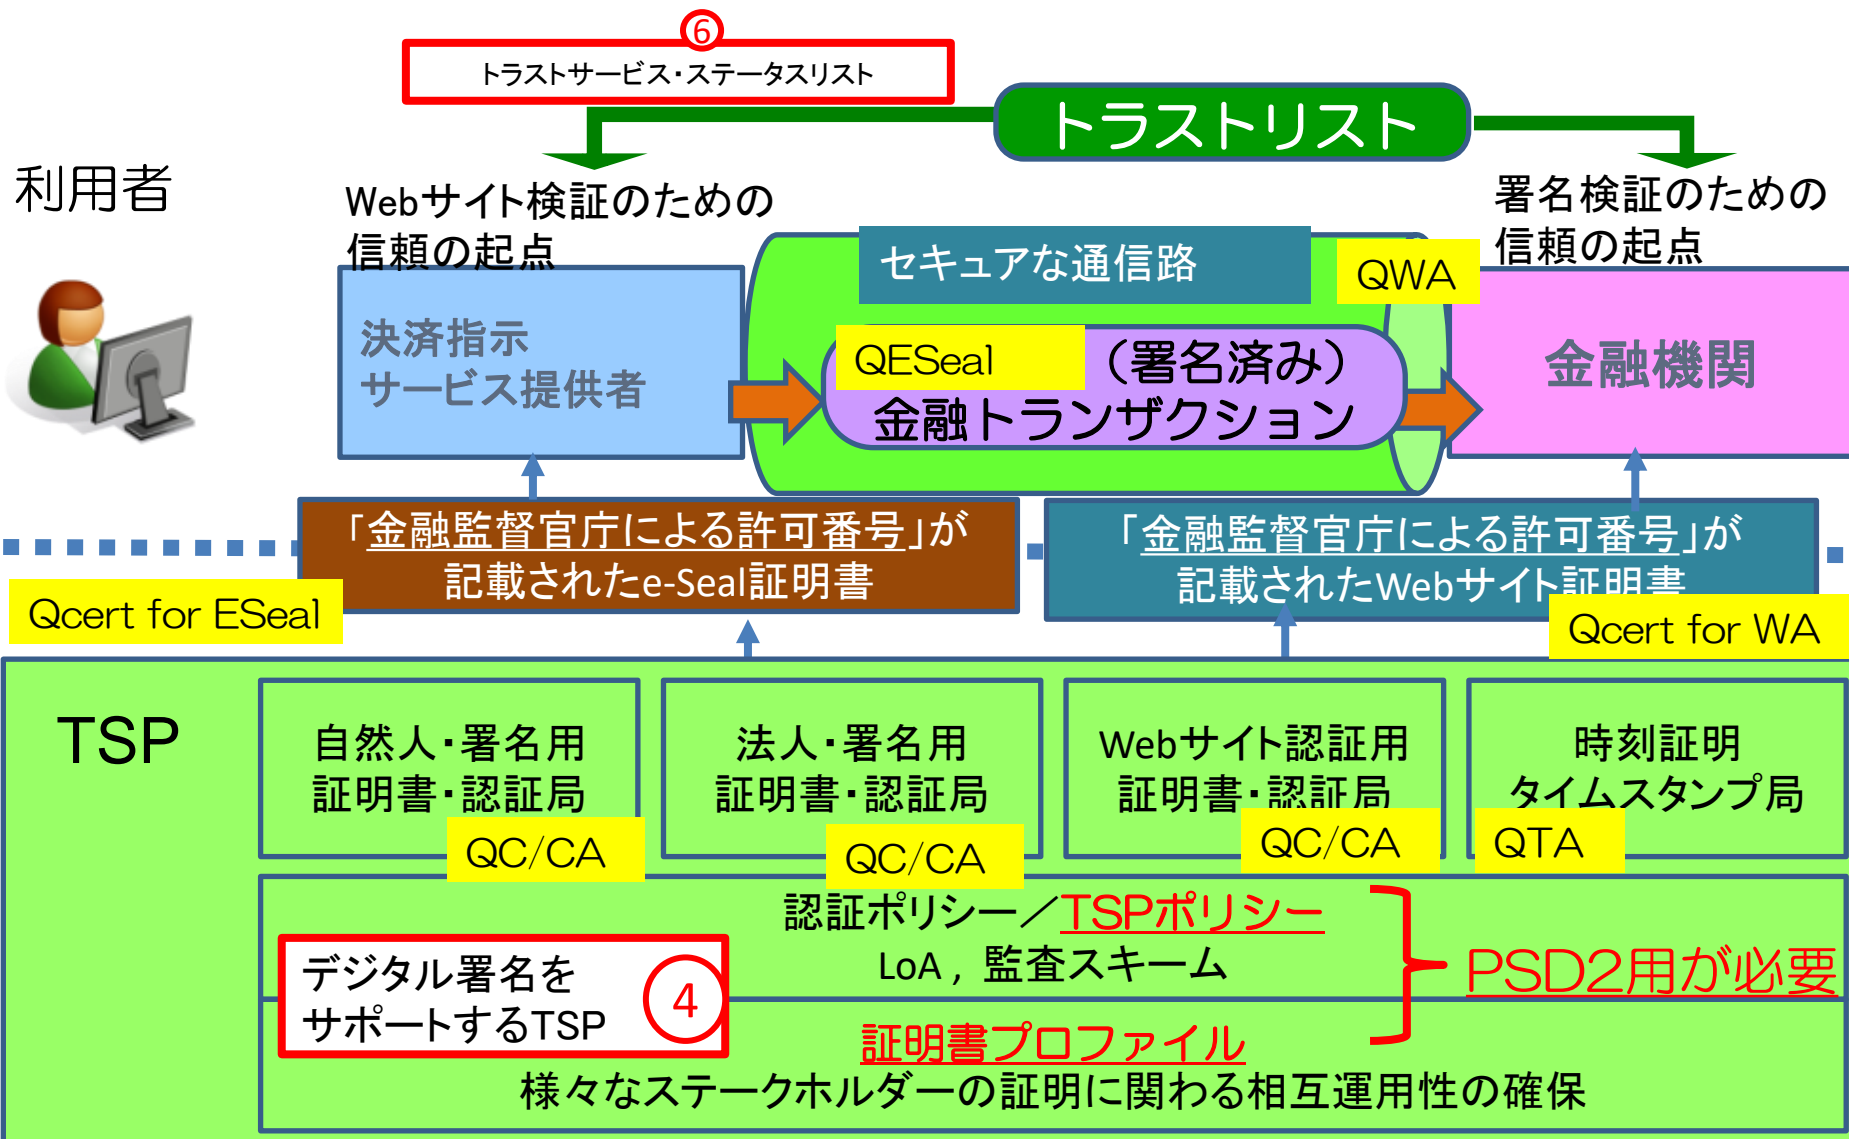 ⑥
トラストサービス・ステータスリスト
トラストリスト
利用者
Webサイト検証のための
信頼の起点
署名検証のための
信頼の起点
セキュアな通信路
QWA
決済指示
サービス提供者
QESeal
（署名済み）
金融トランザクション
金融機関
「金融監督官庁による許可番号」が
記載されたe-Seal証明書
「金融監督官庁による許可番号」が
記載されたWebサイト証明書
Qcert for ESeal
Qcert for WA
TSP
自然人・署名用
証明書・認証局
QC/CA
法人・署名用
証明書・認証局
QC/CA
Webサイト認証用
証明書・認証局
QC/CA
時刻証明
タイムスタンプ局
QTA
認証ポリシー／TSPポリシー
LoA , 監査スキーム
デジタル署名を
サポートするTSP
④
PSD2用が必要
証明書プロファイル
様々なステークホルダーの証明に関わる相互運用性の確保